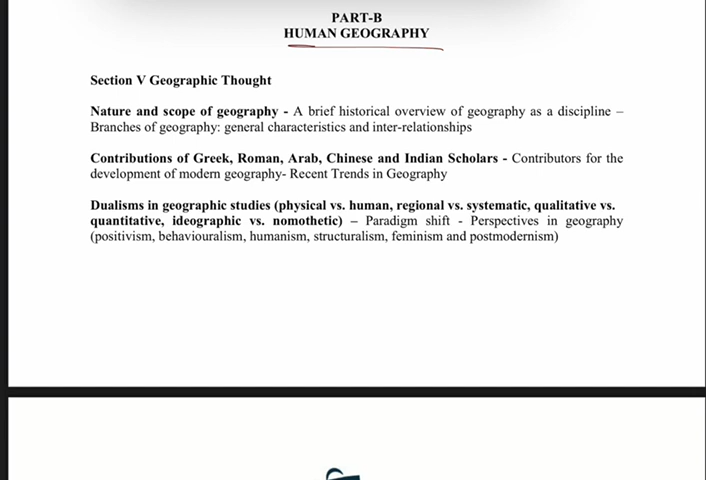 PART-B
HUMAN GEOGRAPHY
Section V Geographic Thought
Nature and scope of geography - A brief historical overview of geography as a discipline –
Branches of geography: general characteristics and inter-relationships
Contributions of Greek, Roman, Arab, Chinese and Indian Scholars - Contributors for the
development of modern geography- Recent Trends in Geography
Dualisms in geographic studies (physical vs. human, regional vs. systematic, qualitative vs.
quantitative, ideographic vs. nomothetic) – Paradigm shift - Perspectives in geography
(positivism, behaviouralism, humanism, structuralism, feminism and postmodernism)